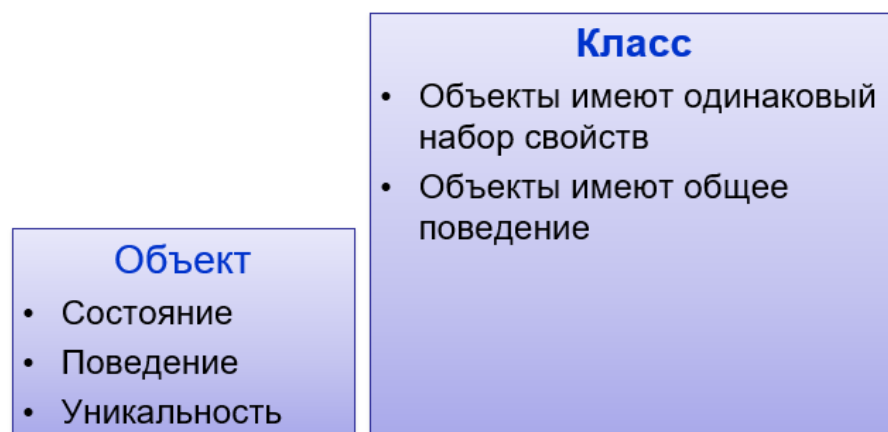 Класс
• Объекты имеют одинаковый
набор свойств
• Объекты имеют общее
поведение
Объект
• Состояние
• Поведение
• Уникальность